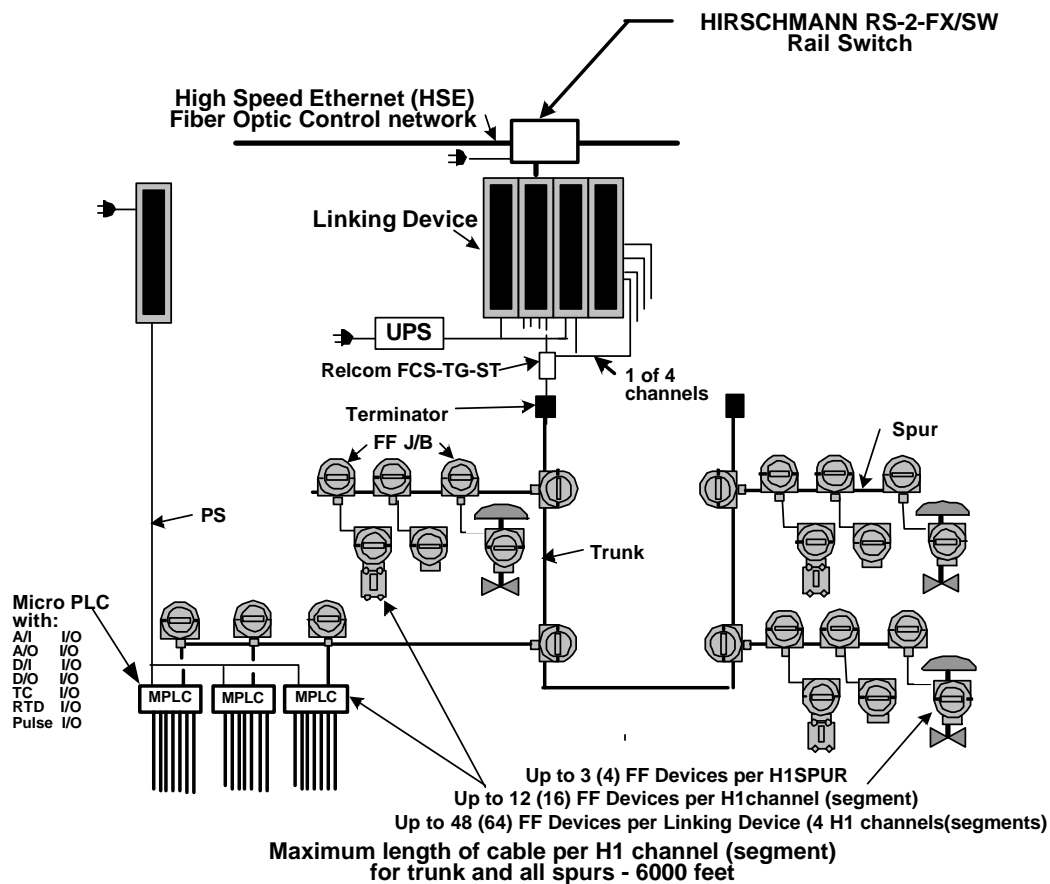 HIRSCHMANN RS-2-FX/SW
Rail Switch
High Speed Ethernet (HSE)
Fiber Optic Control network
Linking Device
UPS
Relcom FCS-TG-ST
1 of 4
channels
Terminator
FF J/B
Spur
PS
Trunk
Micro PLC
with:
A/I I/O
A/O I/O
D/I I/O
D/O I/O
TC I/O
RTD I/O
Pulse I/O
MPLC
MPLC
MPLC
Up to 3 (4) FF Devices per H1SPUR
Up to 12 (16) FF Devices per H1channel (segment)
Up to 48 (64) FF Devices per Linking Device (4 H1 channels(segments)
Maximum length of cable per H1 channel (segment)
for trunk and all spurs - 6000 feet